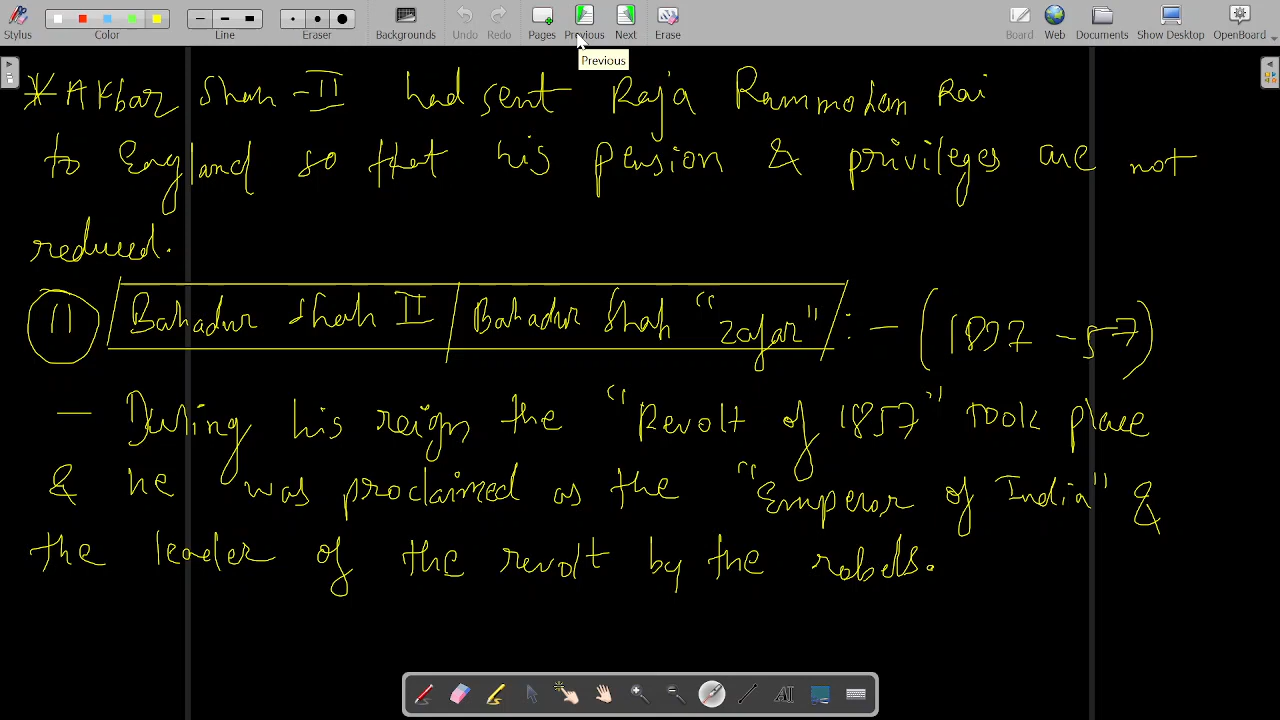 Stylus Color Line Eraser Backgrounds Undo Redo Pages Previous Next Erase Board Web Documents Show Desktop OpenBoard
Previous
* Akbar Shah -II had sent Raja Rammohan Rai
to England so that his pension & privileges are not
reduced.
11 Bahadur Shah II / Bahadur Shah "Zafar" :- (1837-57)
- During his reign the "Revolt of 1857" took place
& he was proclaimed as the "Emperor of India" &
the leader of the revolt by the rebels.
AI